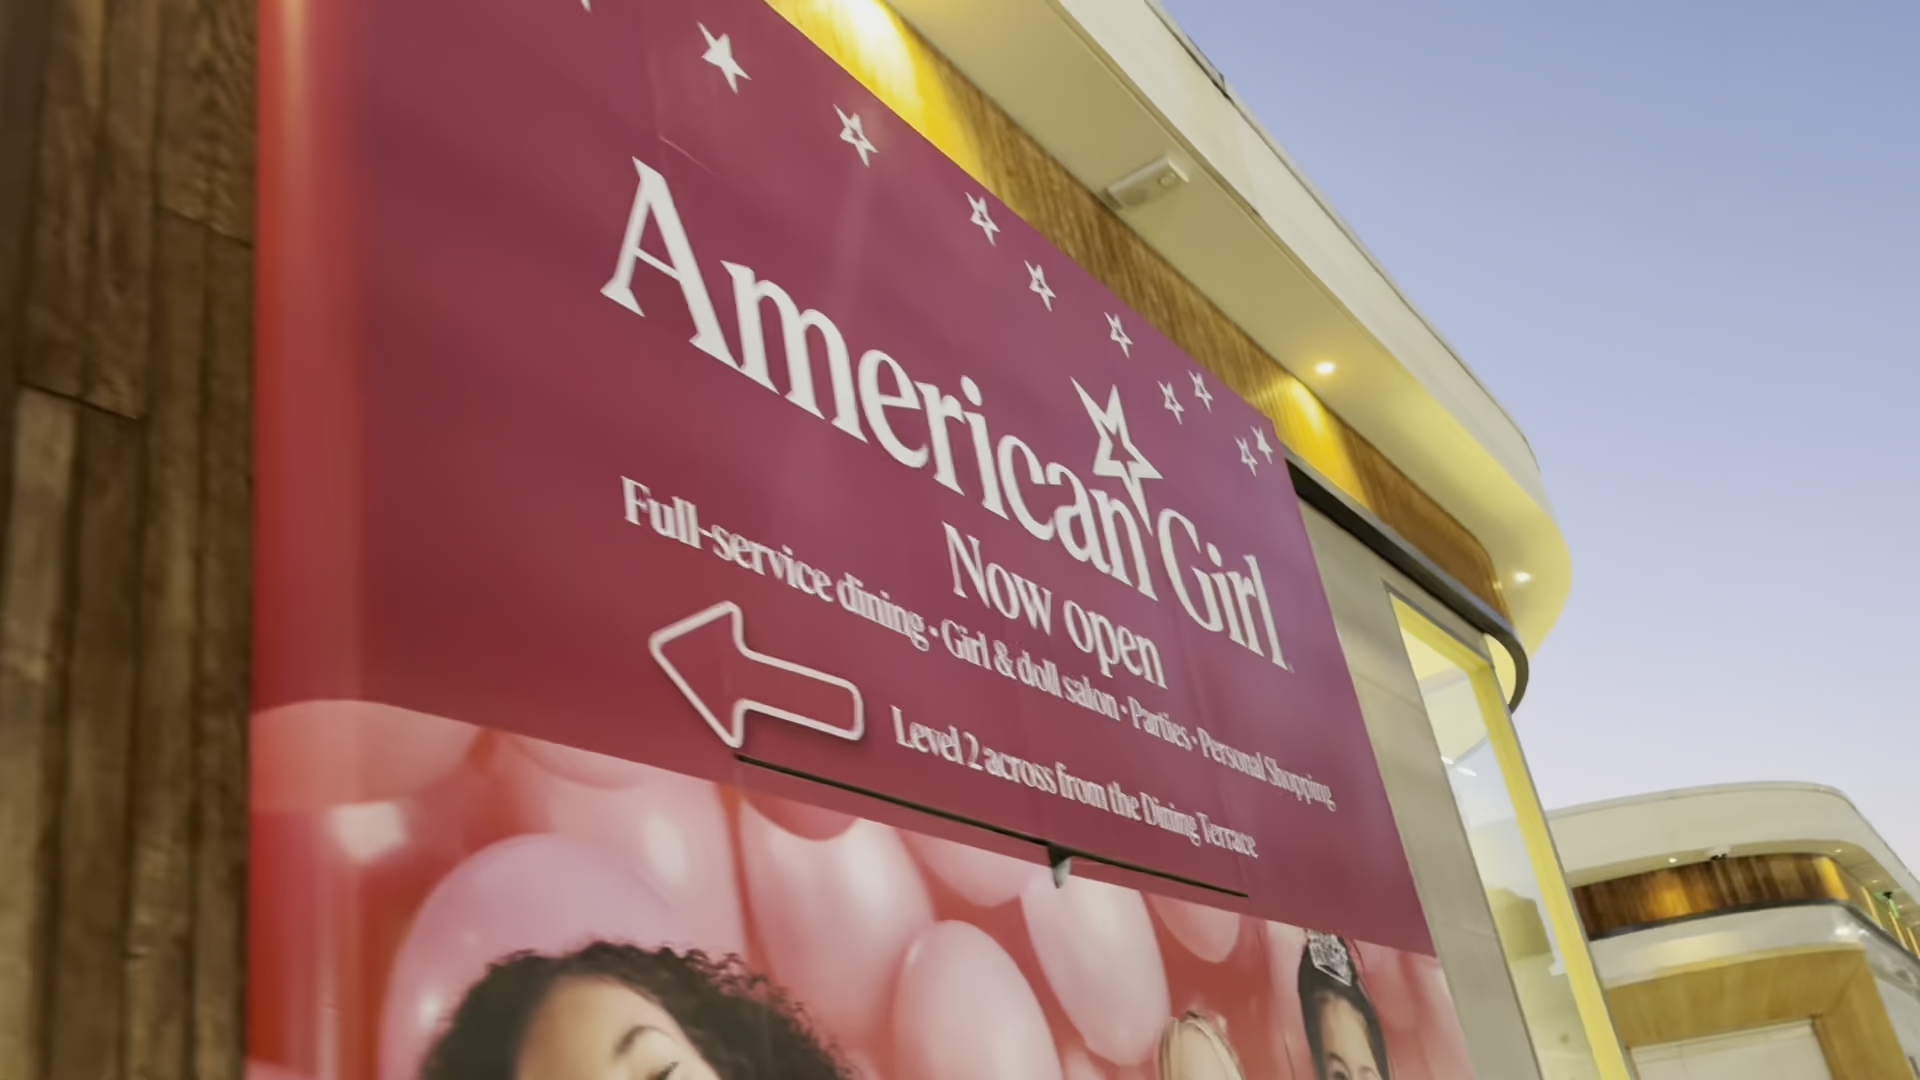 American Girl
Now open
Full-service dining · Girl & doll salon · Parties · Personal Shopping
Level 2 across from the Dining Terrace